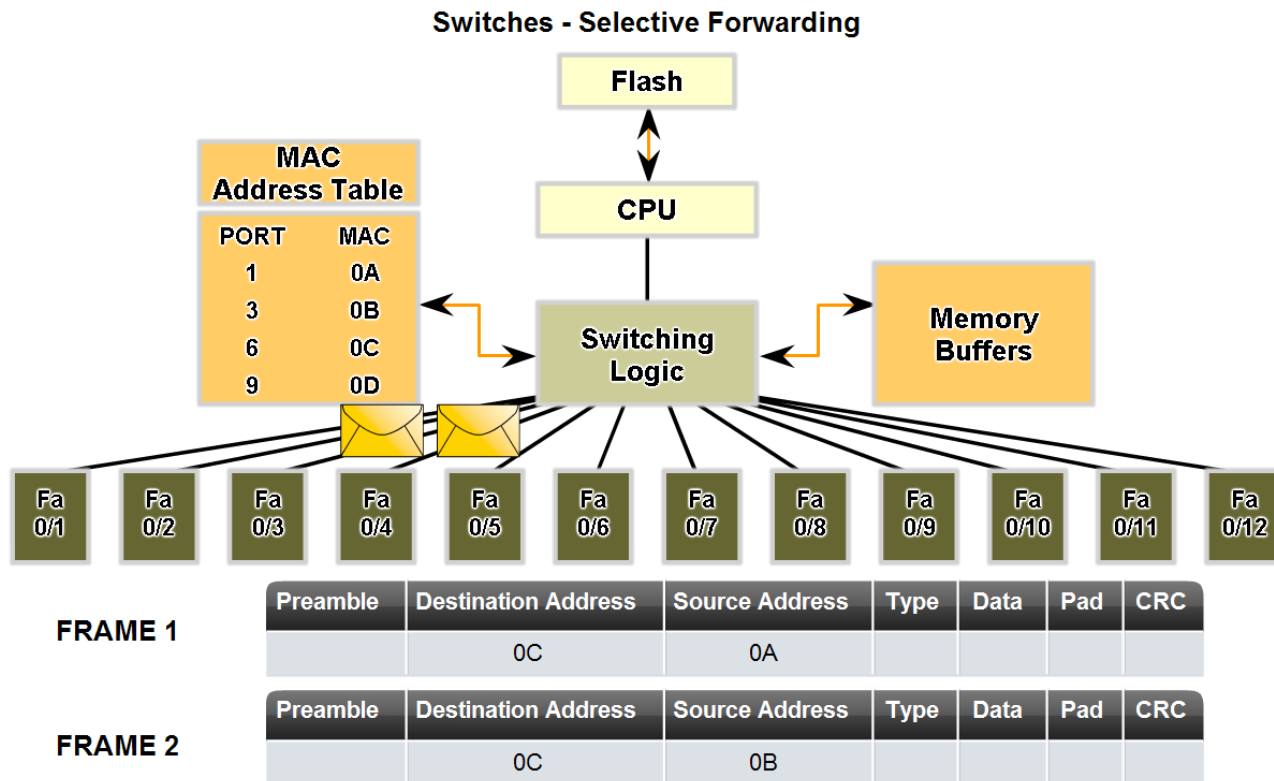 Switches - Selective Forwarding
Flash
MAC
Address Table
CPU
PORT MAC
1 0A
3 0B
6 0C
9 0D
Switching
Logic
Memory
Buffers
Fa
0/1
Fa
0/2
Fa
0/3
Fa
0/4
Fa
0/5
Fa
0/6
Fa
0/7
Fa
0/8
Fa
0/9
Fa
0/10
Fa
0/11
Fa
0/12
FRAME 1
Preamble Destination Address Source Address Type Data Pad CRC
0C 0A
FRAME 2
Preamble Destination Address Source Address Type Data Pad CRC
0C 0B